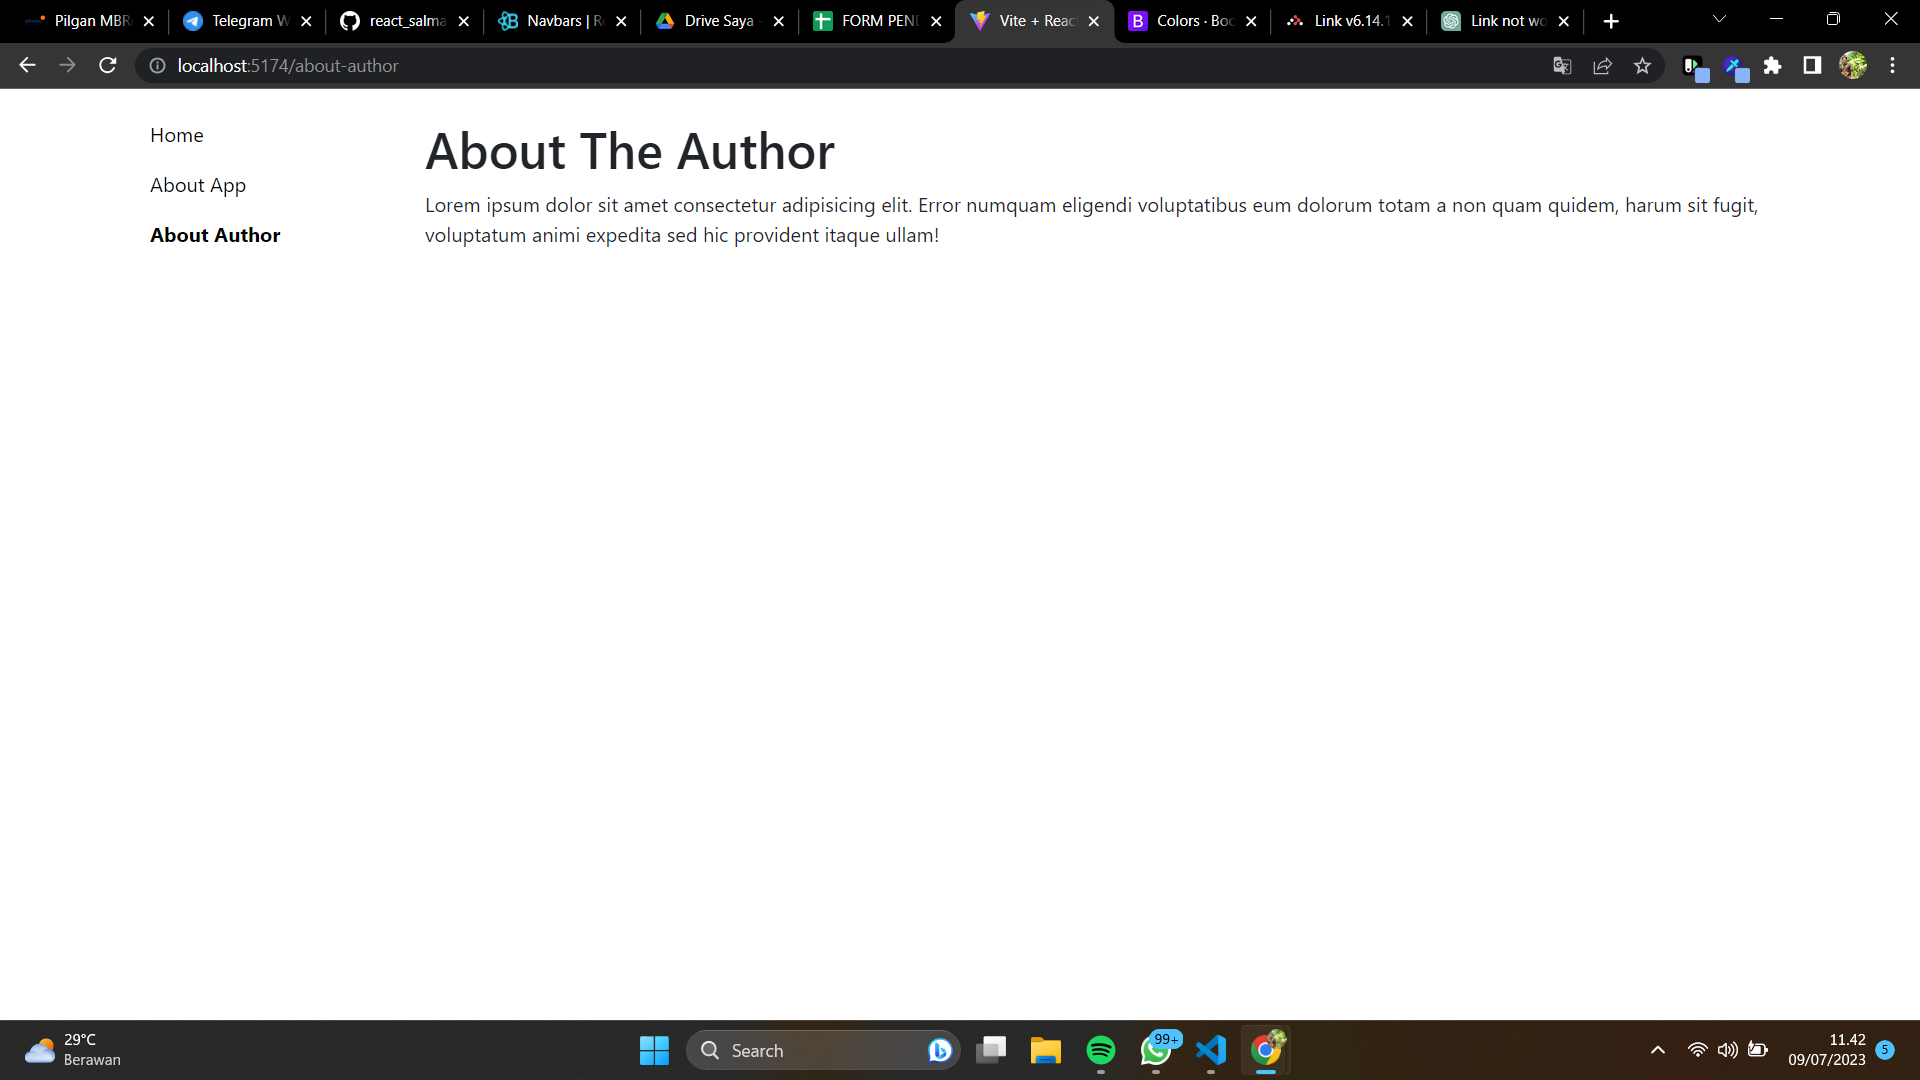 Pilgan MBR
Telegram W
react_salma
Navbars | R
Drive Saya -
FORM PEN
Vite + Reac
Colors · Boo
Link v6.14.1
Link not wo
localhost:5174/about-author
Home
About App
About Author
About The Author
Lorem ipsum dolor sit amet consectetur adipisicing elit. Error numquam eligendi voluptatibus eum dolorum totam a non quam quidem, harum sit fugit,
voluptatum animi expedita sed hic provident itaque ullam!
29°C
Berawan
Search
99+
11.42
09/07/2023
5